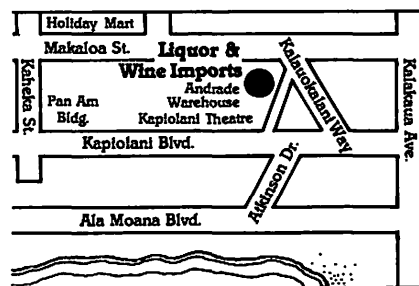 Holiday Mart
Makaloa St.
Liquor &
Wine Imports
Andrade
Warehouse
Kapiolani Theatre
Pan Am
Bldg.
Kaheka St.
Kalauokalani Way
Kalakaua Ave.
Kapiolani Blvd.
Atkinson Dr.
Ala Moana Blvd.